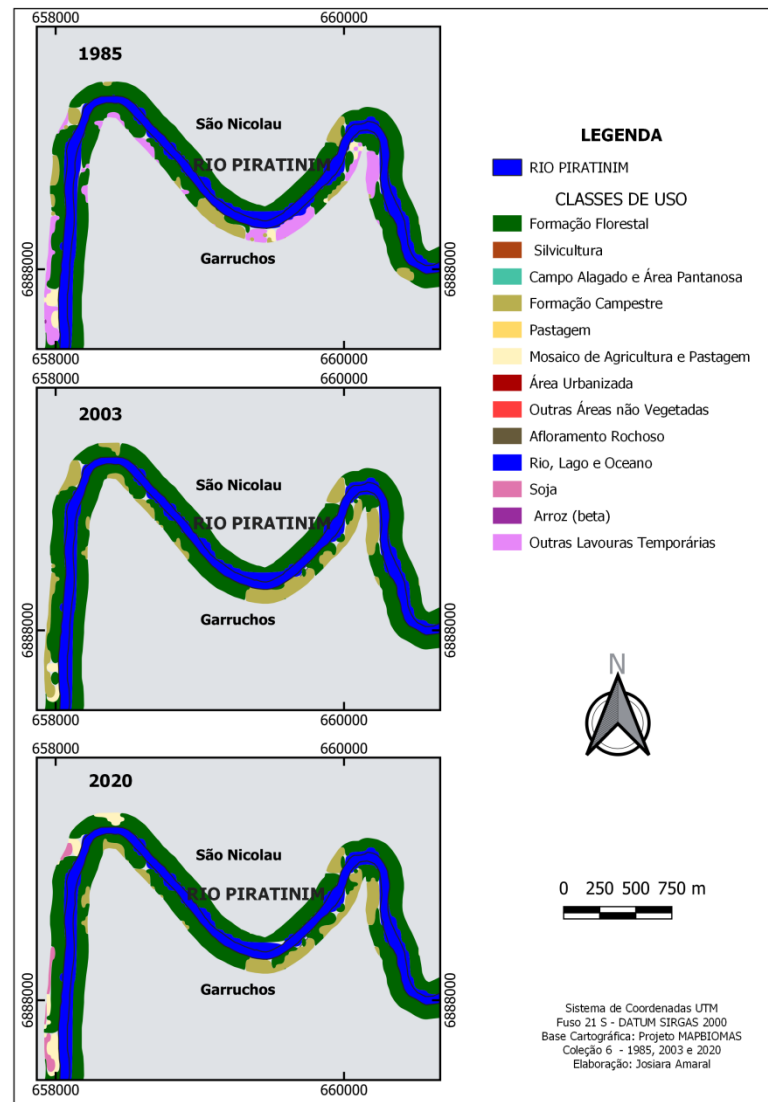 658000 660000
1985
São Nicolau
RIO PIRATINIM
Garruchos
6888000 6888000
658000 660000
658000 660000
2003
São Nicolau
RIO PIRATINIM
Garruchos
6888000 6888000
658000 660000
658000 660000
2020
São Nicolau
RIO PIRATINIM
Garruchos
6888000 6888000
658000 660000
LEGENDA
RIO PIRATINIM
CLASSES DE USO
Formação Florestal
Silvicultura
Campo Alagado e Área Pantanosa
Formação Campestre
Pastagem
Mosaico de Agricultura e Pastagem
Área Urbanizada
Outras Áreas não Vegetadas
Afloramento Rochoso
Rio, Lago e Oceano
Soja
Arroz (beta)
Outras Lavouras Temporárias
N
0 250 500 750 m
Sistema de Coordenadas UTM
Fuso 21 S - DATUM SIRGAS 2000
Base Cartográfica: Projeto MAPBIOMAS
Coleção 6 - 1985, 2003 e 2020
Elaboração: Josiara Amaral